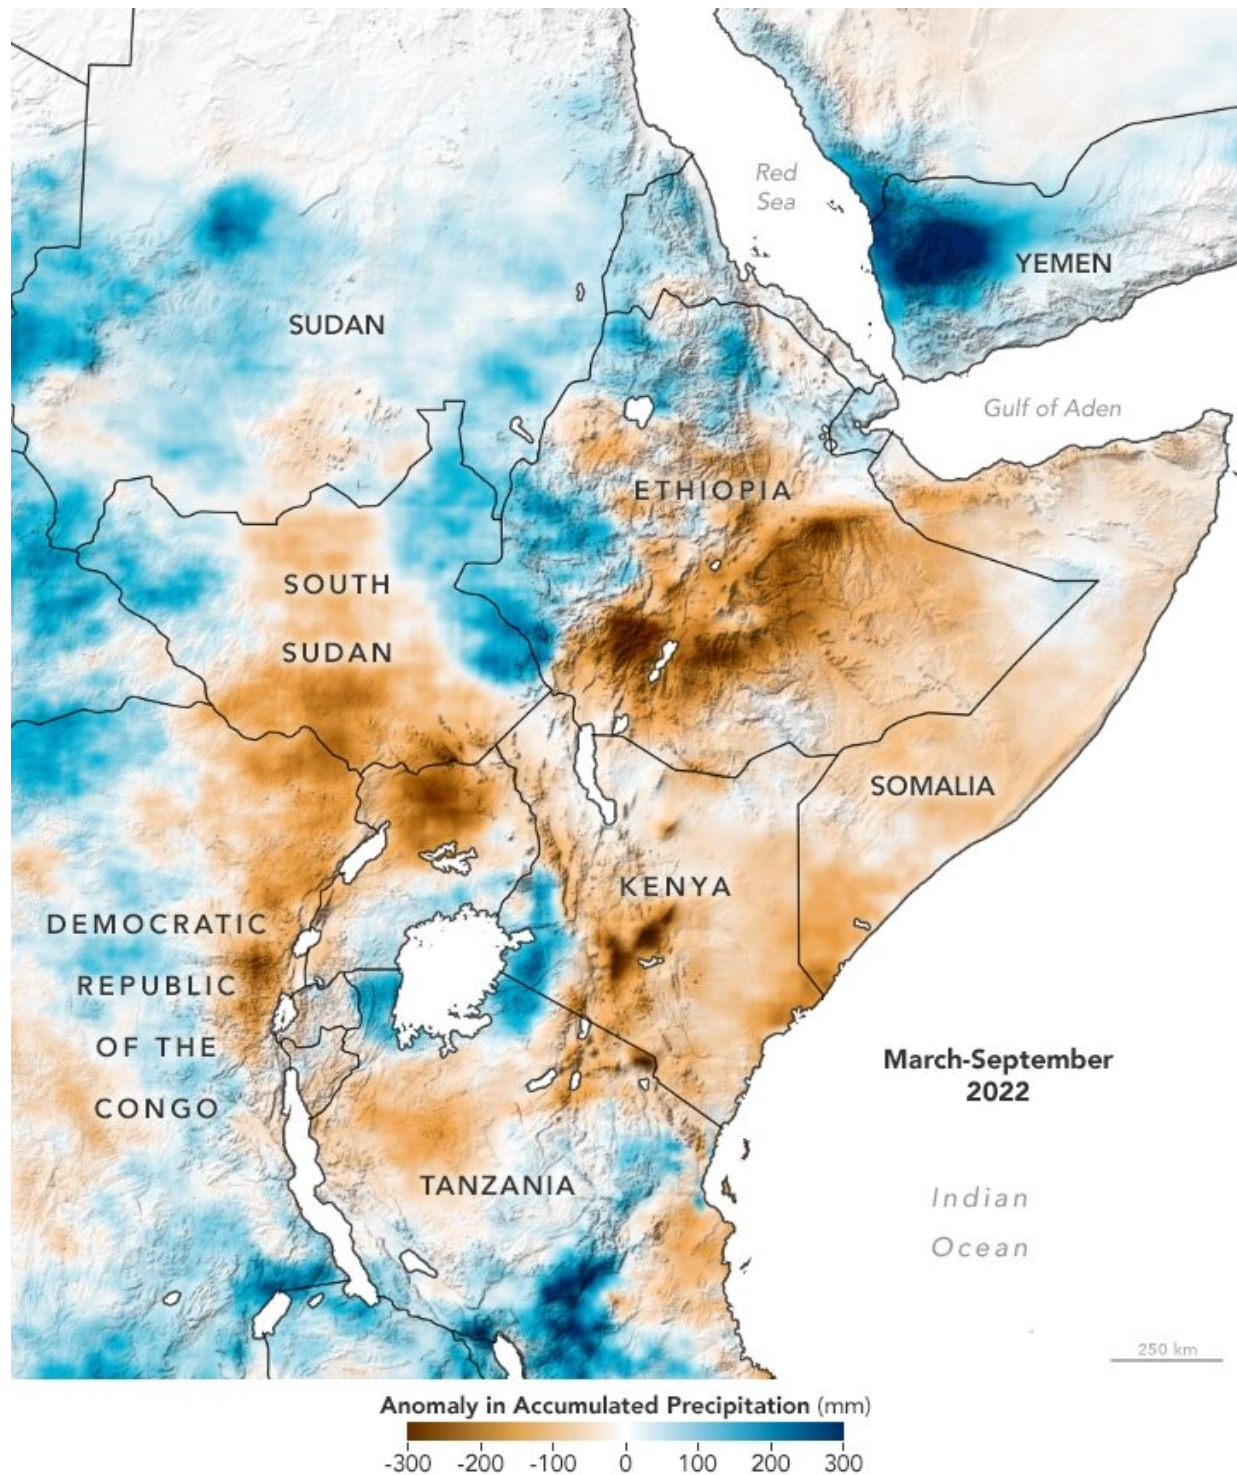 Red
Sea
YEMEN
SUDAN
Gulf of Aden
ETHIOPIA
SOUTH
SUDAN
SOMALIA
KENYA
DEMOCRATIC
REPUBLIC
OF THE
CONGO
March-September
2022
TANZANIA
Indian
Ocean
250 km
Anomaly in Accumulated Precipitation (mm)
-300 -200 -100 0 100 200 300